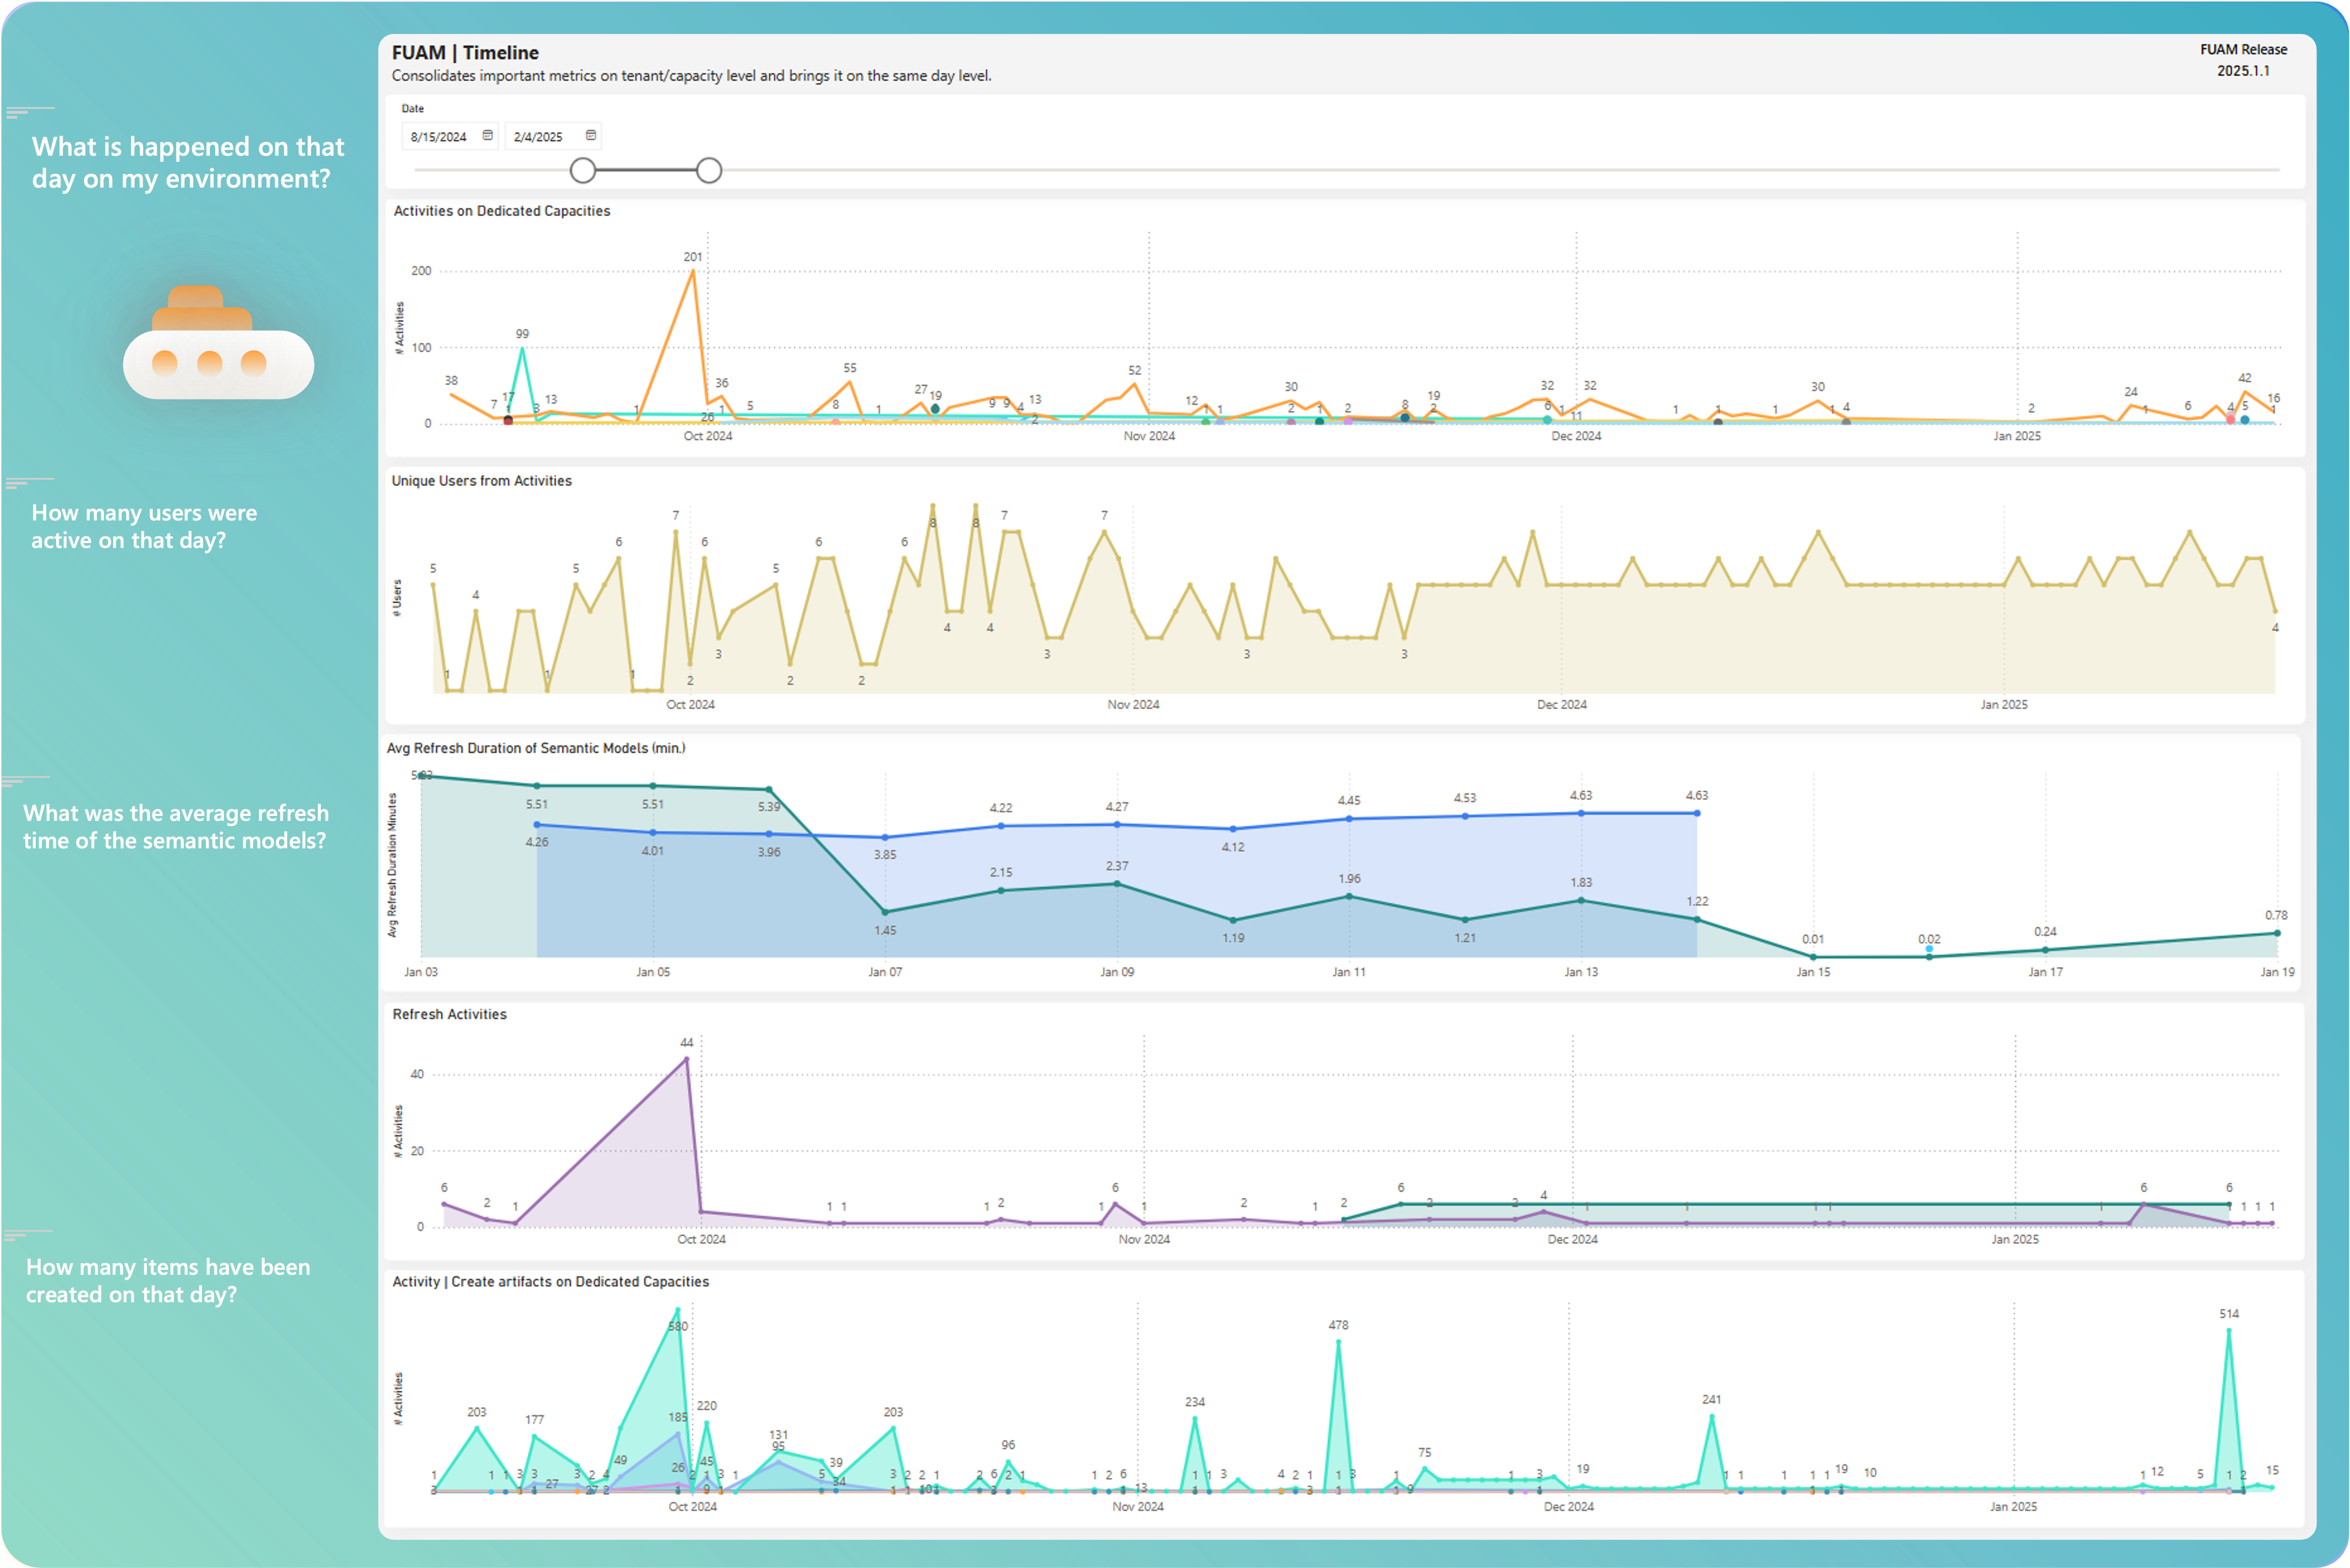 FUAM | Timeline
Consolidates important metrics on tenant/capacity level and brings it on the same day level.
FUAM Release
2025.1.1
What is happened on that
day on my environment?
How many users were
active on that day?
What was the average refresh
time of the semantic models?
How many items have been
created on that day?
Date
8/15/2024 2/4/2025
Activities on Dedicated Capacities
# Activities
200
100
0
38 7 17 99 3 13 1 201 26 36 1 5 8 55 1 27 19 9 9 4 13 2 52 12 1 1 30 2 1 2 8 19 2 32 6 1 11 32 1 1 1 30 1 4 2 24 1 6 4 42 5 16 1
Oct 2024 Nov 2024 Dec 2024 Jan 2025
Unique Users from Activities
# Users
5 1 4 1 5 6 1 7 2 6 3 5 2 6 2 6 8 4 8 4 7 3 7 3 3 4
Oct 2024 Nov 2024 Dec 2024 Jan 2025
Avg Refresh Duration of Semantic Models (min.)
Avg Refresh Duration Minutes
5.51 5.51 5.39
4.26 4.01 3.96 3.85 4.22 4.27 4.12 4.45 4.53 4.63 4.63
1.45 2.15 2.37 1.19 1.96 1.21 1.83 1.22 0.01 0.02 0.24 0.78
Jan 03 Jan 05 Jan 07 Jan 09 Jan 11 Jan 13 Jan 15 Jan 17 Jan 19
Refresh Activities
# Activities
40
20
0
6 2 1 44 1 1 1 2 1 6 1 2 1 2 6 2 2 4 1 1 1 1 1 6 6 1 1 1 1
Oct 2024 Nov 2024 Dec 2024 Jan 2025
Activity | Create artifacts on Dedicated Capacities
# Activities
580 478 514
203 177 185 220 203 234 241
131 95 96 75
49 26 45 39 34 27 19 19 10 12 5 15
Oct 2024 Nov 2024 Dec 2024 Jan 2025